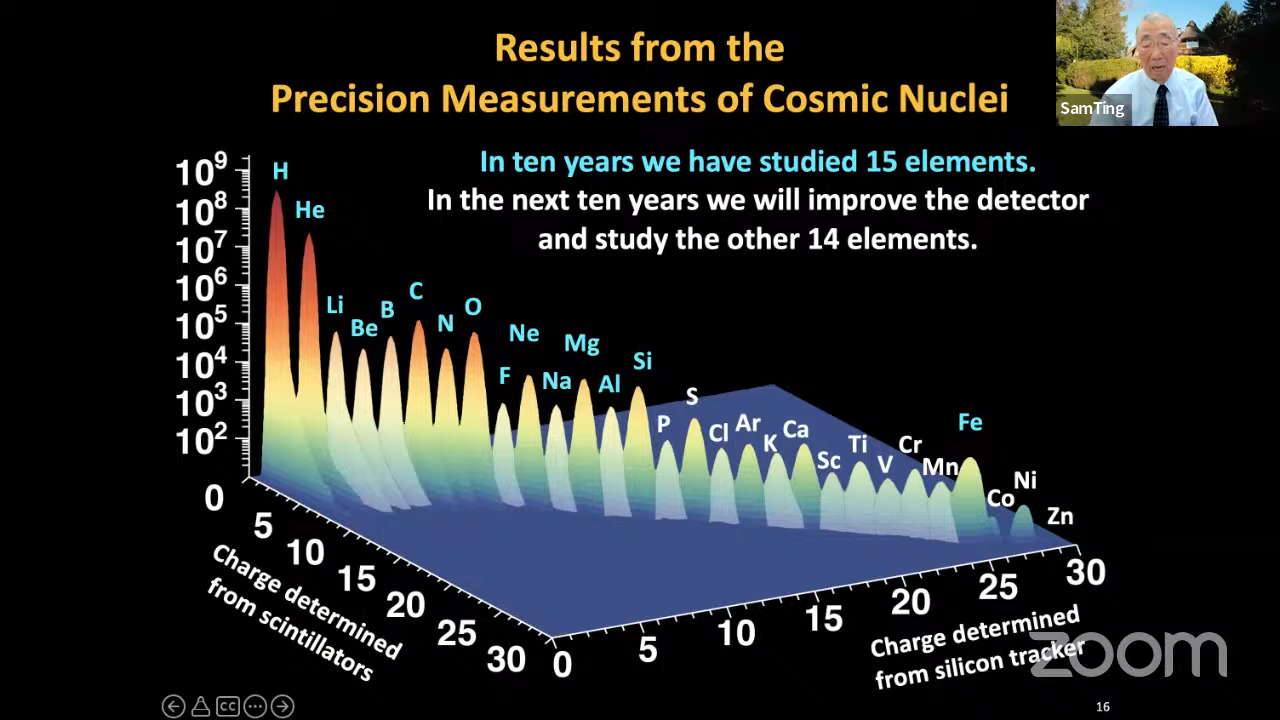 Results from the
Precision Measurements of Cosmic Nuclei
SamTing
In ten years we have studied 15 elements.
In the next ten years we will improve the detector
and study the other 14 elements.
10⁹
10⁸
10⁷
10⁶
10⁵
10⁴
10³
10²
H
He
Li
Be
B
C
N
O
F
Ne
Na
Mg
Al
Si
P
S
Cl
Ar
K
Ca
Sc
Ti
V
Cr
Mn
Fe
Co
Ni
Zn
0
5
10
15
20
25
30
Charge determined
from scintillators
0
5
10
15
20
25
30
Charge determined
from silicon tracker
zoom
CC
16